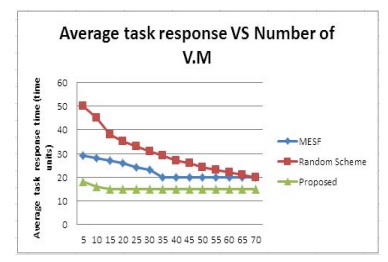 Average task response VS Number of
V.M
Average task response time (time
units)
60
50
40
30
20
10
0
5 10 15 20 25 30 35 40 45 50 55 60 65 70
MESF
Random Scheme
Proposed